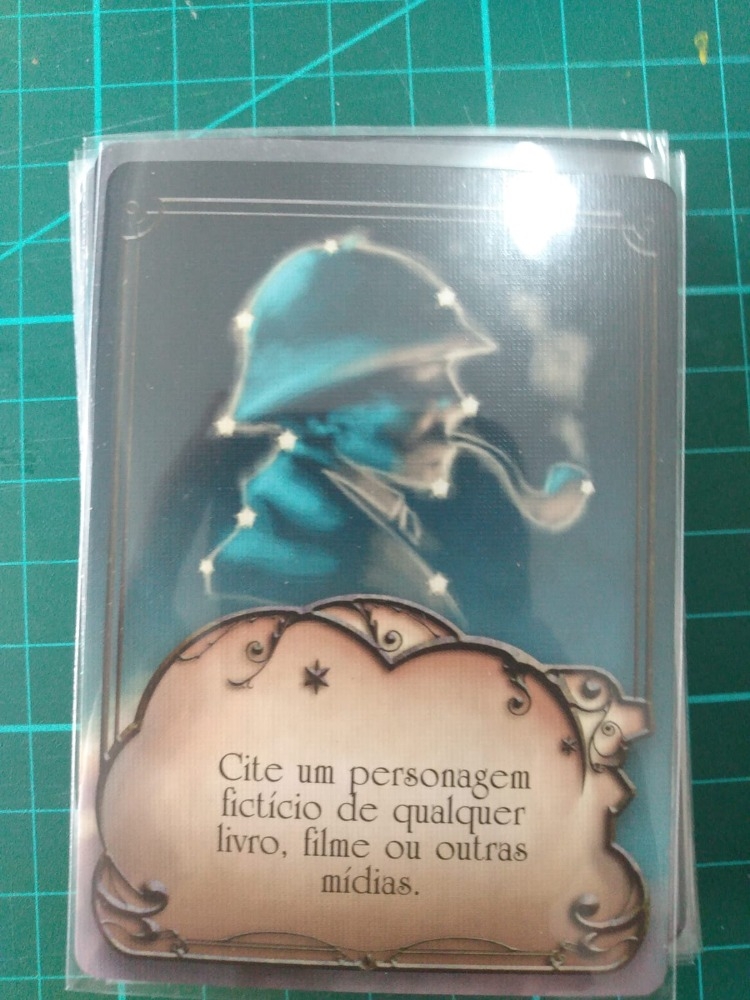 Cite um personagem
fictício de qualquer
livro, filme ou outras
mídias.